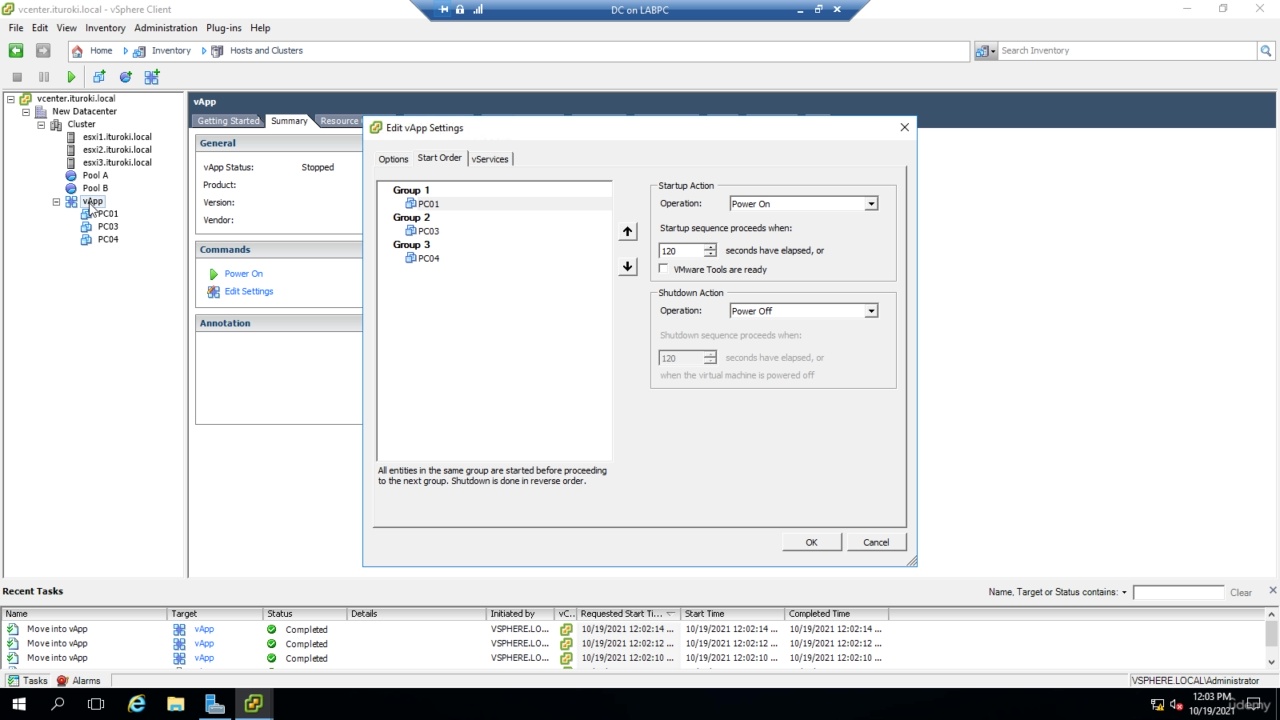 vcenter.ituroki.local - vSphere Client
DC on LABPC
File Edit View Inventory Administration Plug-ins Help
Home Inventory Hosts and Clusters
Search Inventory
vcenter.ituroki.local
New Datacenter
Cluster
esxi1.ituroki.local
esxi2.ituroki.local
esxi3.ituroki.local
Pool A
Pool B
vApp
PC01
PC03
PC04
vApp
Getting Started Summary Resource
General
vApp Status: Stopped
Product:
Version:
Vendor:
Commands
Power On
Edit Settings
Annotation
Edit vApp Settings
Options Start Order vServices
Group 1
PC01
Group 2
PC03
Group 3
PC04
All entities in the same group are started before proceeding
to the next group. Shutdown is done in reverse order.
Startup Action
Operation: Power On
Startup sequence proceeds when:
120 seconds have elapsed, or
VMware Tools are ready
Shutdown Action
Operation: Power Off
Shutdown sequence proceeds when:
120 seconds have elapsed, or
when the virtual machine is powered off
OK Cancel
Recent Tasks
Name, Target or Status contains: Clear
Name Target Status Details Initiated by vC... Requested Start Ti... Start Time Completed Time
Move into vApp vApp Completed VSPHERE.LO... 10/19/2021 12:02:14 ... 10/19/2021 12:02:14 ... 10/19/2021 12:02:14 ...
Move into vApp vApp Completed VSPHERE.LO... 10/19/2021 12:02:12 ... 10/19/2021 12:02:12 ... 10/19/2021 12:02:12 ...
Move into vApp vApp Completed VSPHERE.LO... 10/19/2021 12:02:10 ... 10/19/2021 12:02:10 ... 10/19/2021 12:02:10 ...
Tasks Alarms
VSPHERE.LOCAL\Administrator
12:03 PM
10/19/2021
udemy